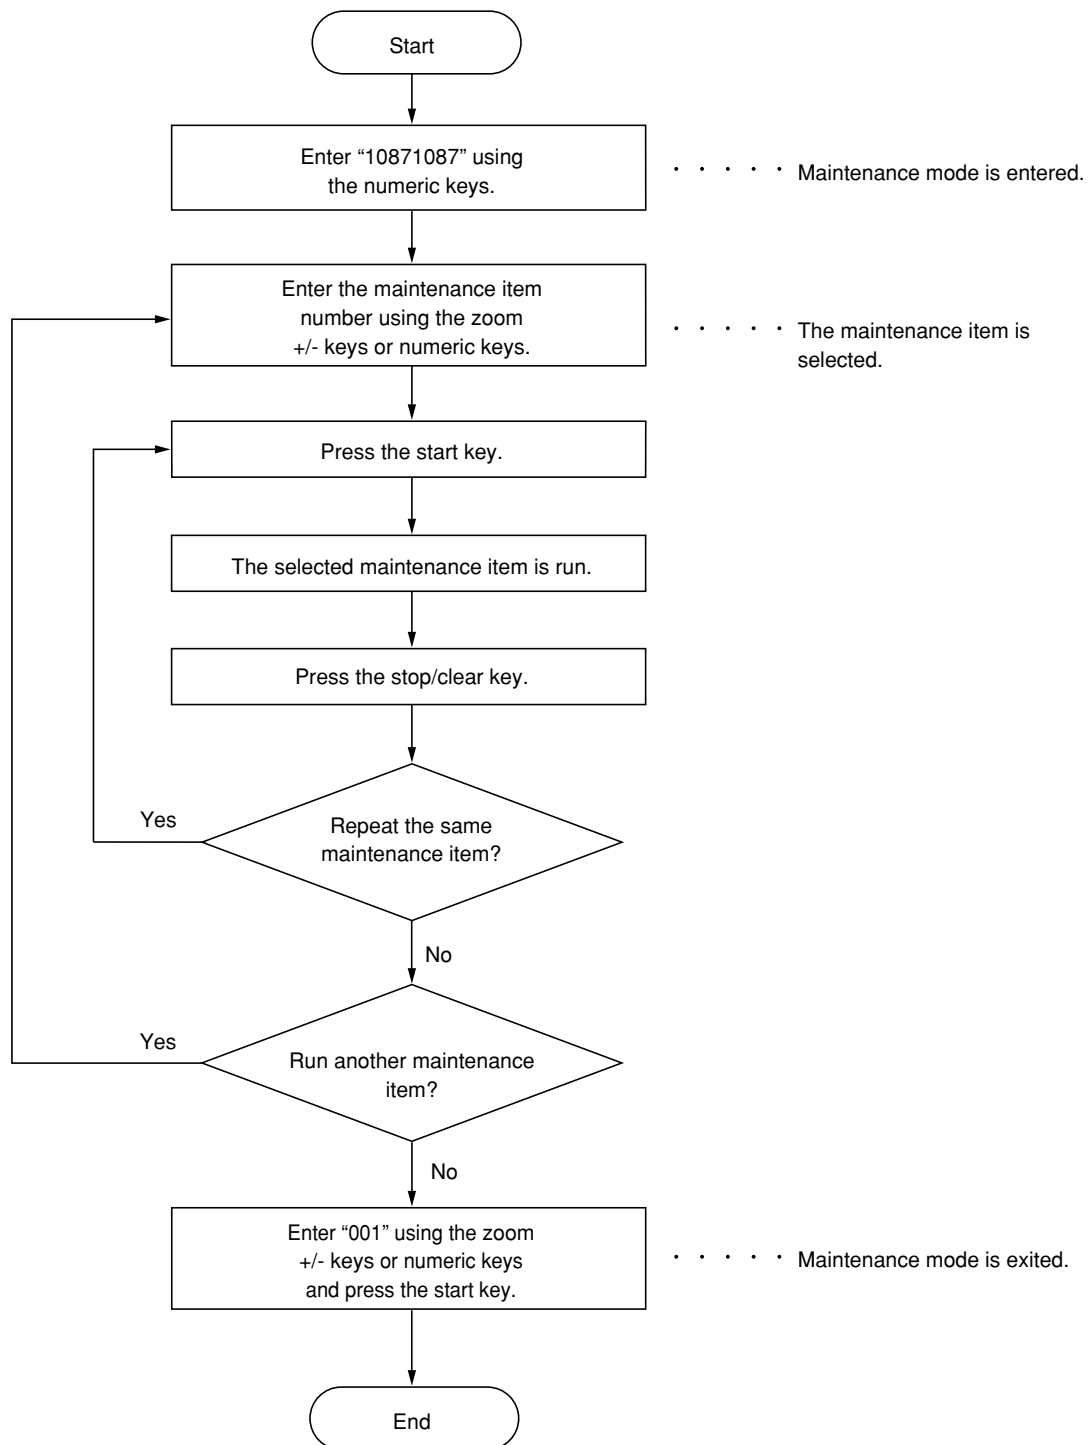 Start
Enter “10871087” using
the numeric keys.
· · · · · Maintenance mode is entered.
Enter the maintenance item
number using the zoom
+/- keys or numeric keys.
· · · · · The maintenance item is
selected.
Press the start key.
The selected maintenance item is run.
Press the stop/clear key.
Yes
Repeat the same
maintenance item?
No
Yes
Run another maintenance
item?
No
Enter “001” using the zoom
+/- keys or numeric keys
and press the start key.
· · · · · Maintenance mode is exited.
End